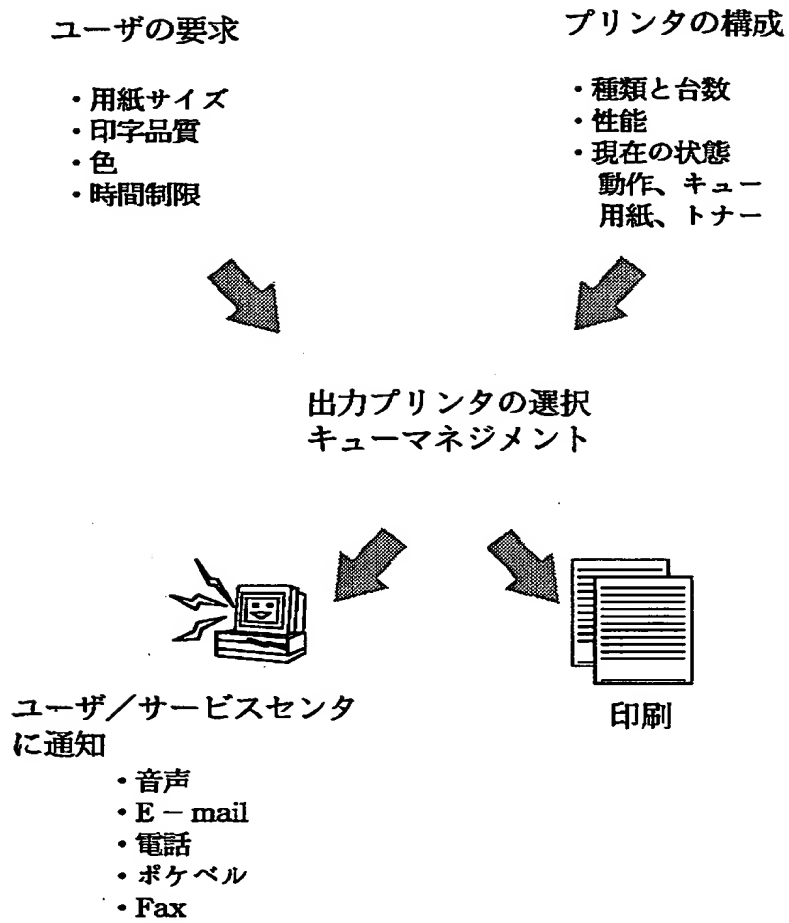 ユーザの要求
・用紙サイズ
・印字品質
・色
・時間制限
プリンタの構成
・種類と台数
・性能
・現在の状態
動作、キュー
用紙、トナー
出力プリンタの選択
キューマネジメント
ユーザ／サービスセンタ
に通知
・音声
・E－mail
・電話
・ポケベル
・Fax
印刷